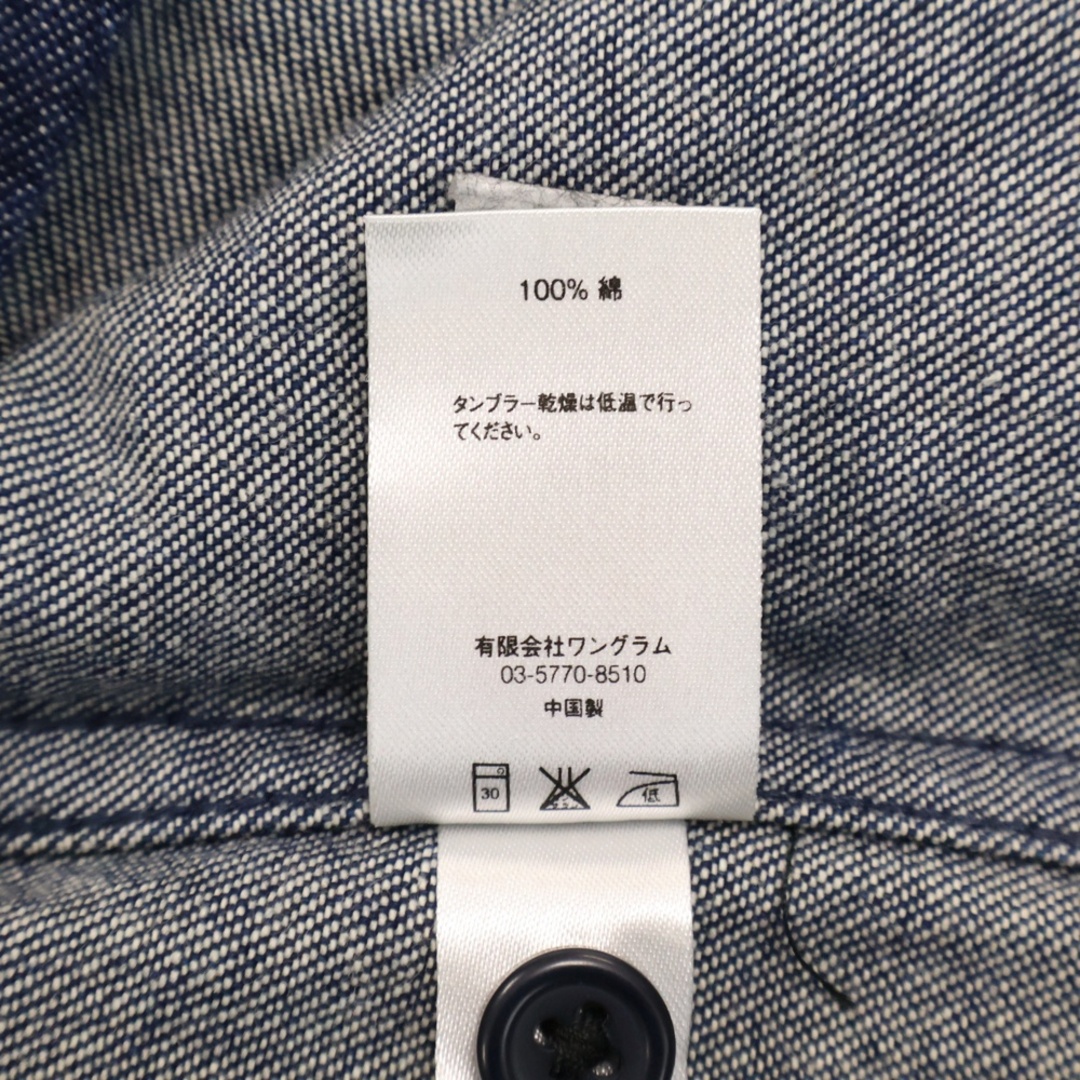 100% 綿
タンブラー乾燥は低温で行っ
てください。
有限会社ワングラム
03-5770-8510
中国製
30
低